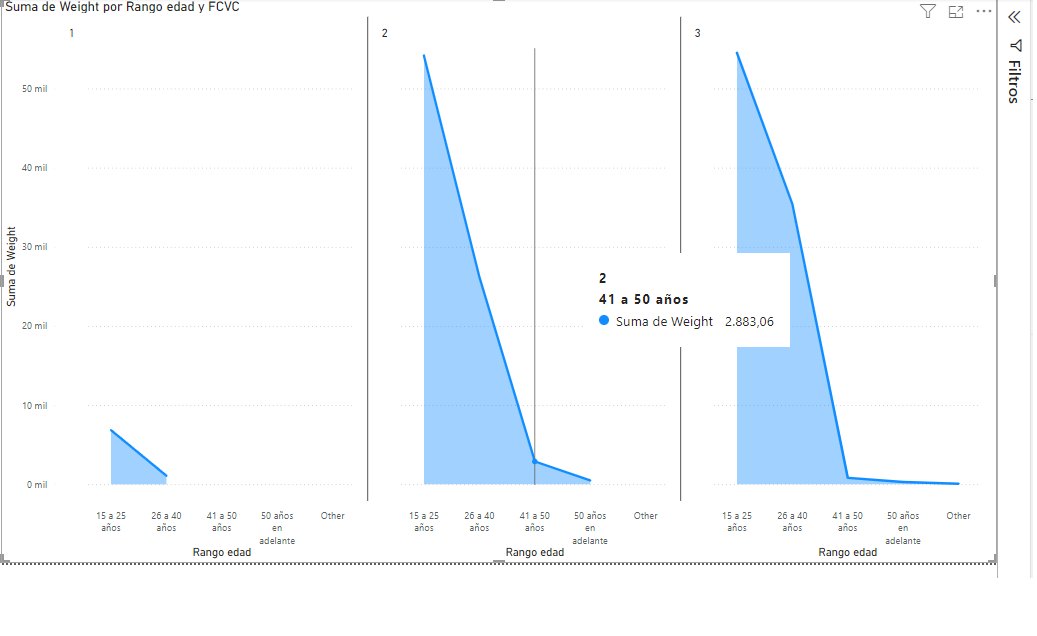 Suma de Weight por Rango edad y FCVC
1
2
3
Filtros
Suma de Weight
50 mil
40 mil
30 mil
20 mil
10 mil
0 mil
2
41 a 50 años
Suma de Weight 2.883,06
15 a 25
años
26 a 40
años
41 a 50
años
50 años
en
adelante
Other
Rango edad
15 a 25
años
26 a 40
años
41 a 50
años
50 años
en
adelante
Other
Rango edad
15 a 25
años
26 a 40
años
41 a 50
años
50 años
en
adelante
Other
Rango edad